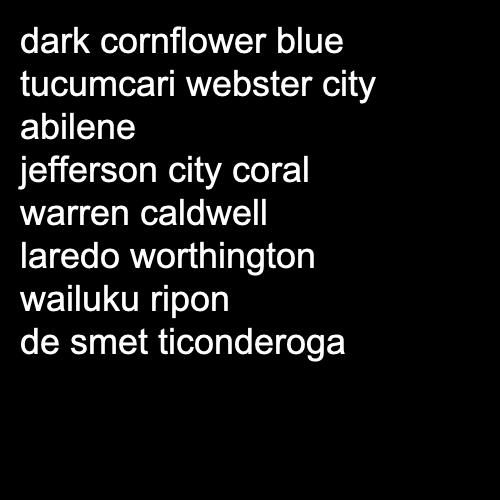 dark cornflower blue
tucumcari webster city
abilene
jefferson city coral
warren caldwell
laredo worthington
wailuku ripon
de smet ticonderoga